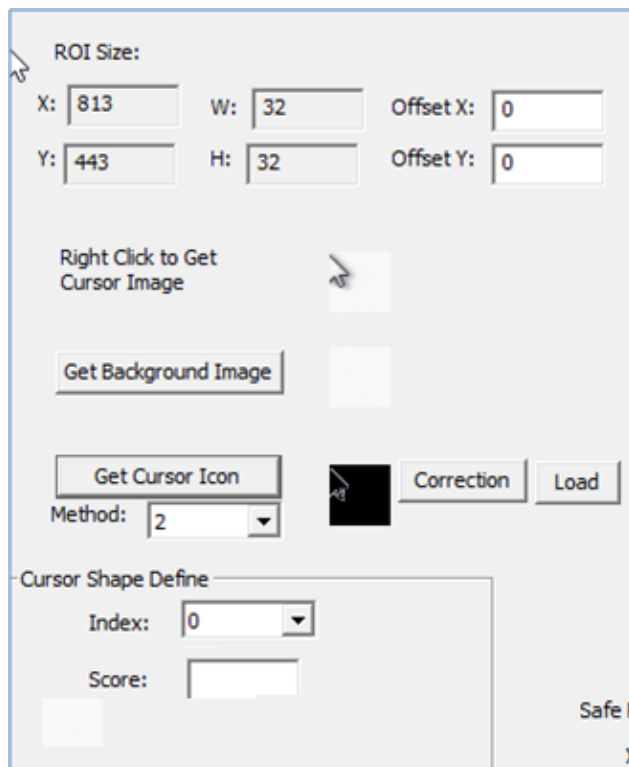 ROI Size:
X: 813 W: 32 Offset X: 0
Y: 443 H: 32 Offset Y: 0
Right Click to Get
Cursor Image
Get Background Image
Get Cursor Icon Correction Load
Method: 2
Cursor Shape Define
Index: 0
Score:
Safe